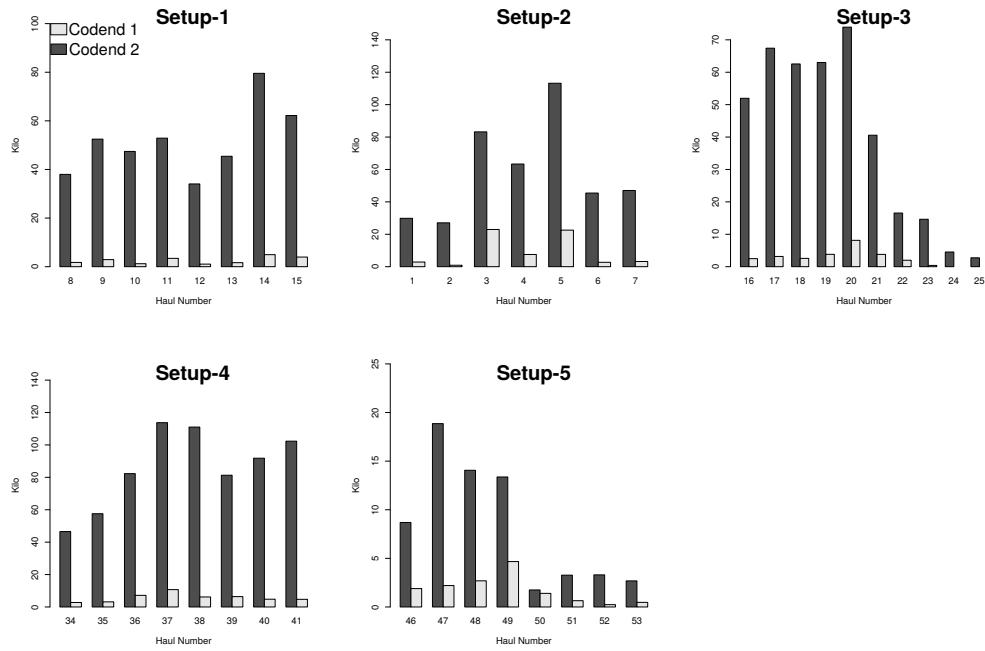 Setup-1
Codend 1
Codend 2
Kilo
0 20 40 60 80 100
8 9 10 11 12 13 14 15
Haul Number
Setup-2
Kilo
0 20 40 60 80 100 120 140
1 2 3 4 5 6 7
Haul Number
Setup-3
Kilo
0 10 20 30 40 50 60 70
16 17 18 19 20 21 22 23 24 25
Haul Number
Setup-4
Kilo
0 20 40 60 80 100 120 140
34 35 36 37 38 39 40 41
Haul Number
Setup-5
Kilo
0 5 10 15 20 25
46 47 48 49 50 51 52 53
Haul Number